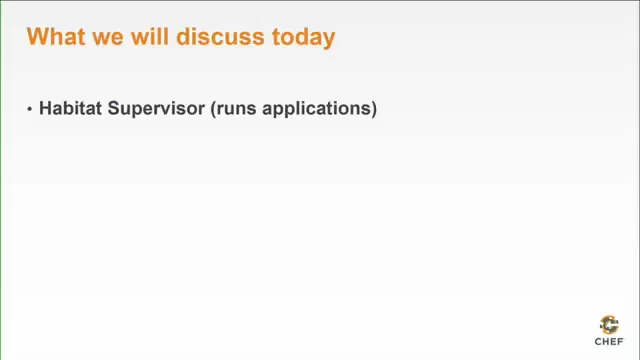 What we will discuss today
• Habitat Supervisor (runs applications)
CHEF